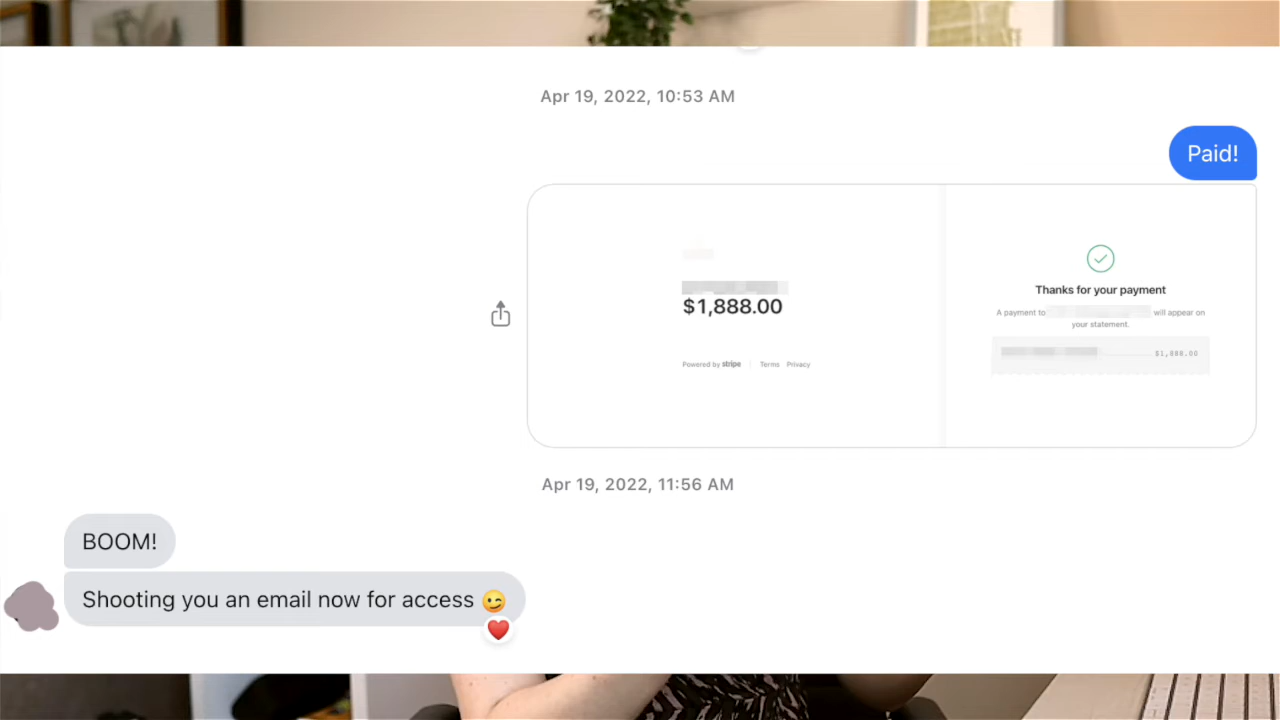 Apr 19, 2022, 10:53 AM
Paid!
$1,888.00
Powered by stripe
Terms Privacy
Thanks for your payment
A payment to will appear on
your statement.
$1,888.00
Apr 19, 2022, 11:56 AM
BOOM!
Shooting you an email now for access 😉